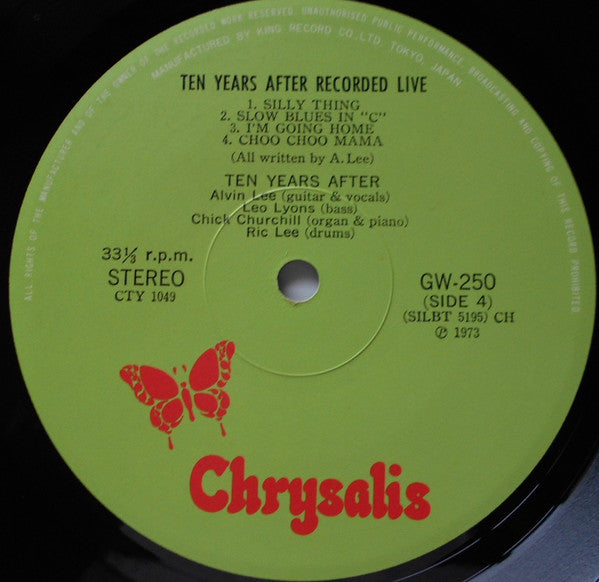 ALL RIGHTS OF THE MANUFACTURER AND OF THE OWNER OF THE RECORDED WORK RESERVED. UNAUTHORISED PUBLIC PERFORMANCE, BROADCASTING AND COPYING OF THIS RECORD PROHIBITED
MANUFACTURED BY KING RECORD CO., LTD. TOKYO, JAPAN
TEN YEARS AFTER RECORDED LIVE
1. SILLY THING
2. SLOW BLUES IN "C"
3. I'M GOING HOME
4. CHOO CHOO MAMA
(All written by A. Lee)
TEN YEARS AFTER
Alvin Lee (guitar & vocals)
Leo Lyons (bass)
Chick Churchill (organ & piano)
Ric Lee (drums)
33⅓ r.p.m.
STEREO
CTY 1049
GW-250
(SIDE 4)
(SILBT 5195) CH
℗ 1973
Chrysalis